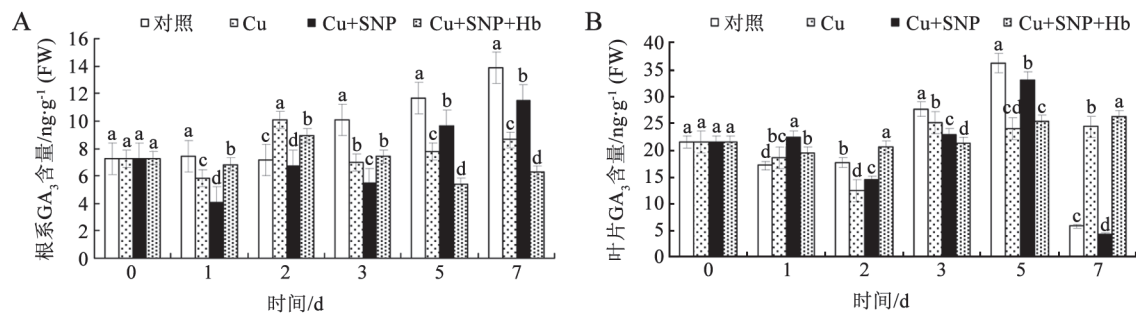 A
□对照 Cu ■Cu+SNP Cu+SNP+Hb
根系GA₃含量/ng·g⁻¹ (FW)
16
14
12
10
8
6
4
2
0
a a a a
a c d b
c a d b
a b c b
a c b d
a c b d
0 1 2 3 5 7
时间/d
B
□对照 Cu ■Cu+SNP Cu+SNP+Hb
叶片GA₃含量/ng·g⁻¹ (FW)
40
35
30
25
20
15
10
5
0
a a a a
d bc a b
b d c a
a b c d
a cd b c
c b d a
0 1 2 3 5 7
时间/d